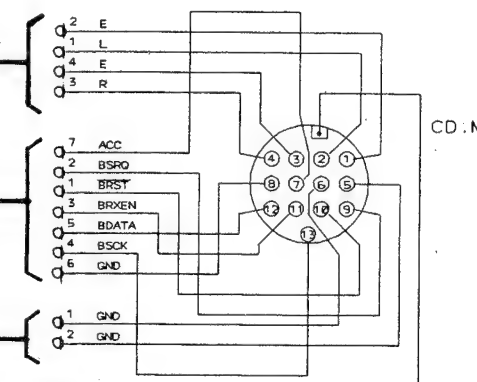 2 E
1 L
4 E
3 R
CD.M
7 ACC
2 BSRQ
1 BRST
3 BRXEN
5 BDATA
4 BSCK
6 GND
4 3 2 1
8 7 6 5
12 11 10 9
13
1 GND
2 GND